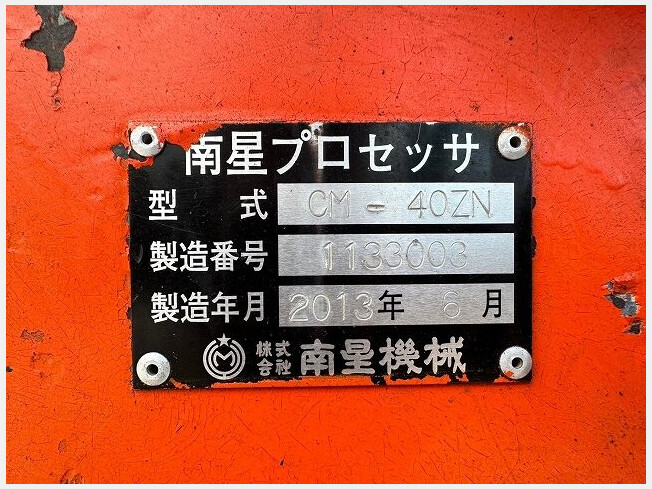 南星プロセッサ
型式 CM-40ZN
製造番号 1133003
製造年月 2013年 6月
株式会社 南星機械